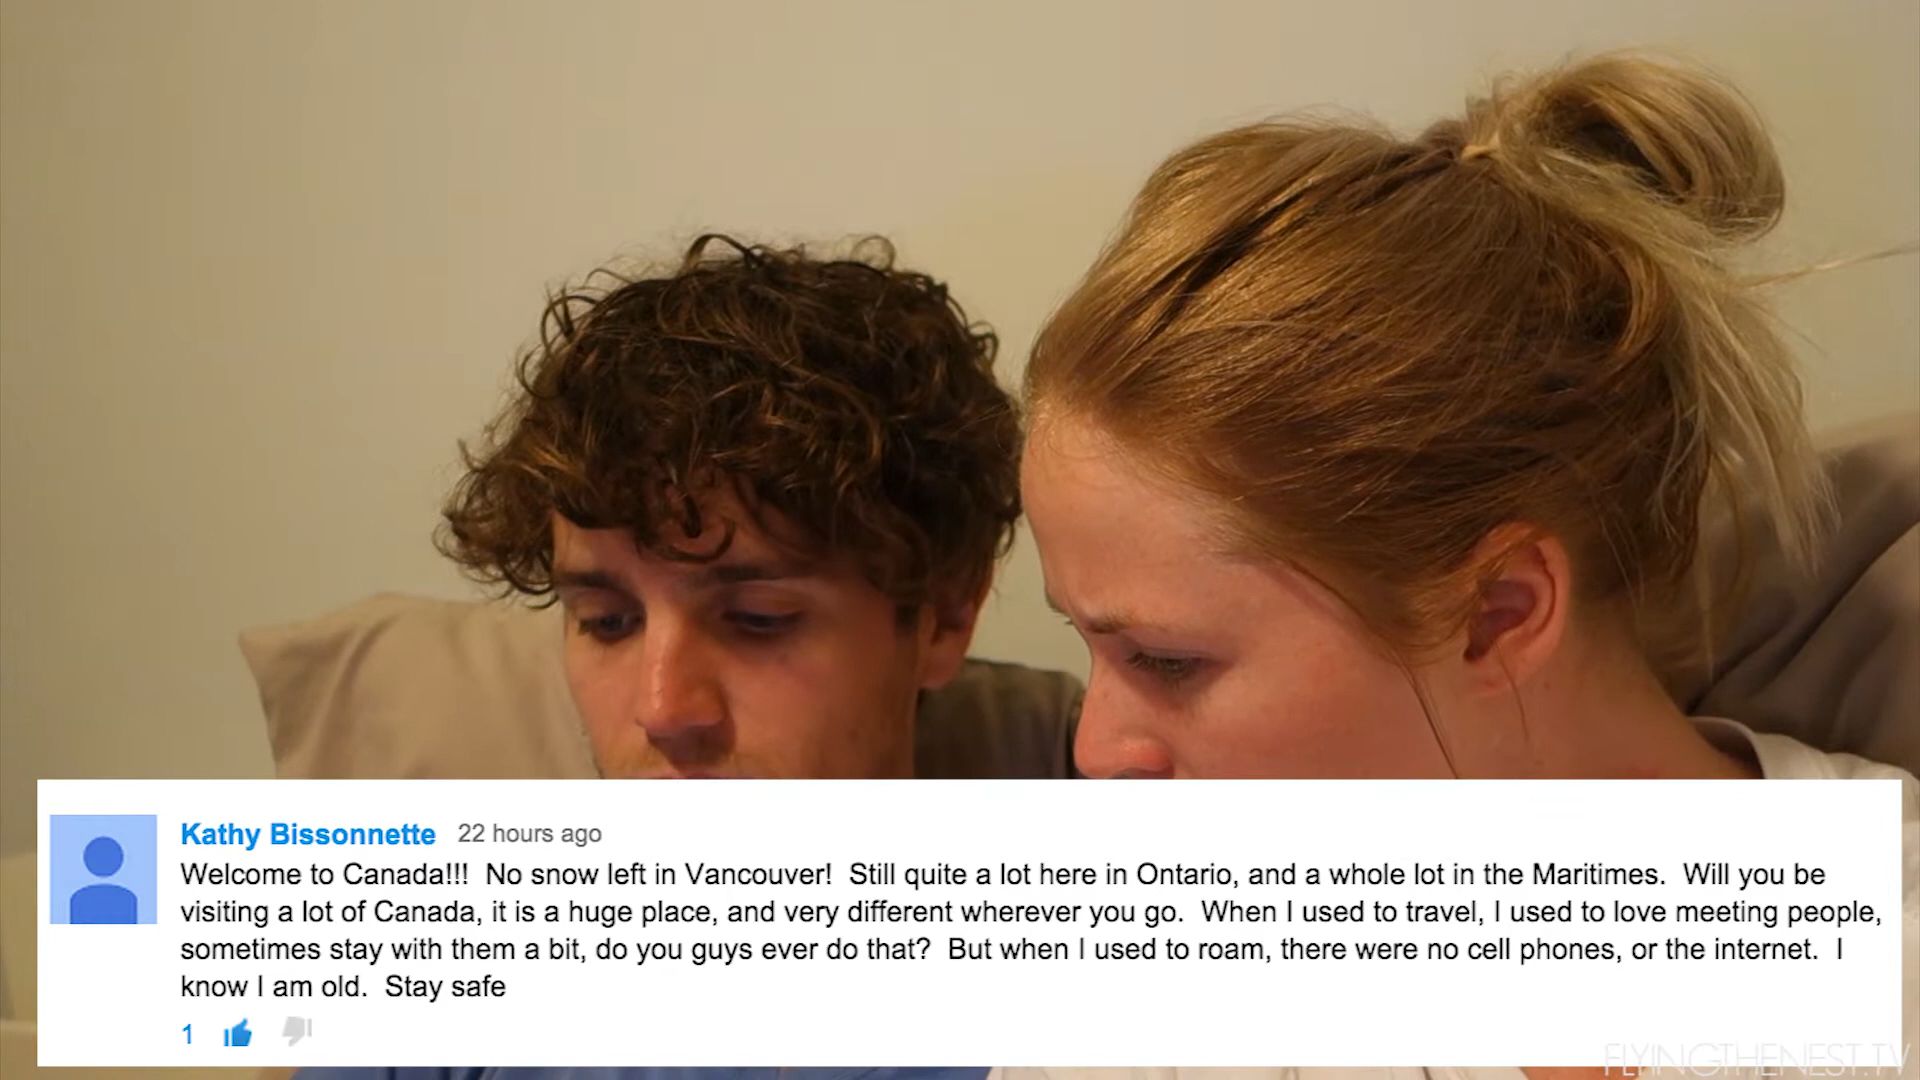 Kathy Bissonnette 22 hours ago
Welcome to Canada!!!  No snow left in Vancouver!  Still quite a lot here in Ontario, and a whole lot in the Maritimes.  Will you be
visiting a lot of Canada, it is a huge place, and very different wherever you go.  When I used to travel, I used to love meeting people,
sometimes stay with them a bit, do you guys ever do that?  But when I used to roam, there were no cell phones, or the internet.  I
know I am old.  Stay safe
1
FLYINGTHENEST.TV